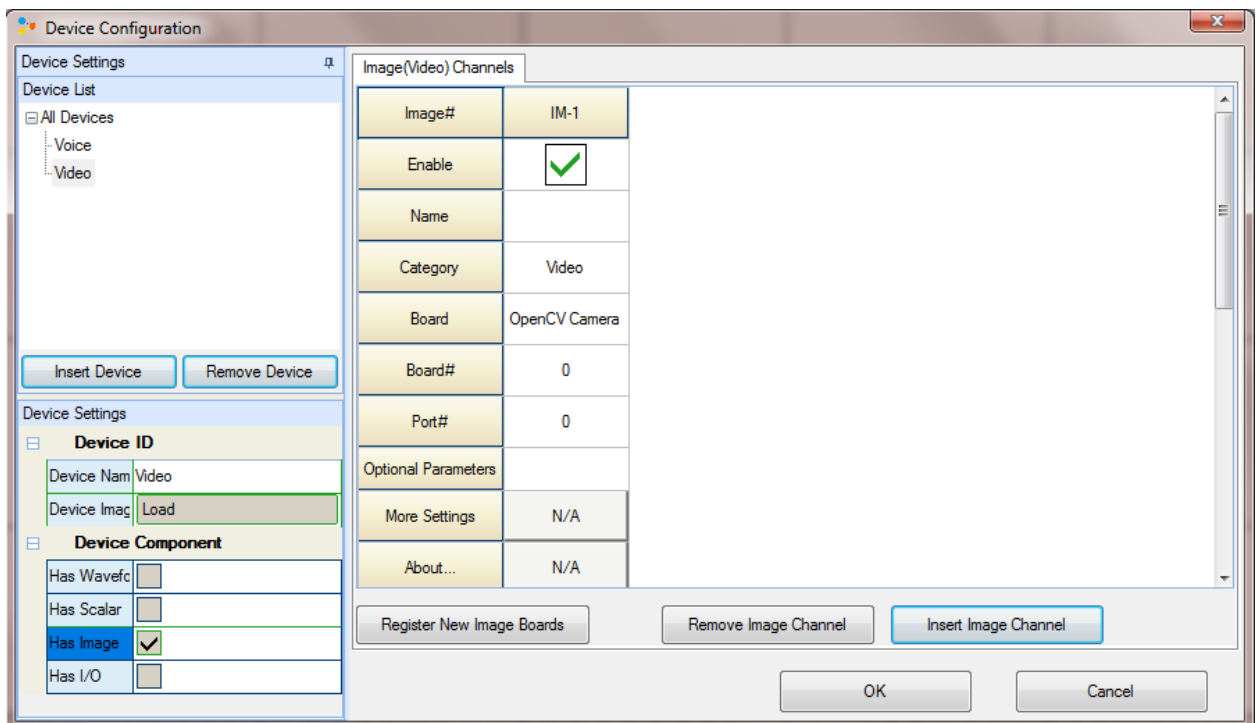 Device Configuration
Device Settings
Device List
All Devices
Voice
Video
Insert Device
Remove Device
Device Settings
Device ID
Device Nam Video
Device Imag Load
Device Component
Has Wavefc
Has Scalar
Has Image
Has I/O
Image(Video) Channels
Image# IM-1
Enable
Name
Category Video
Board OpenCV Camera
Board# 0
Port# 0
Optional Parameters
More Settings N/A
About... N/A
Register New Image Boards
Remove Image Channel
Insert Image Channel
OK
Cancel